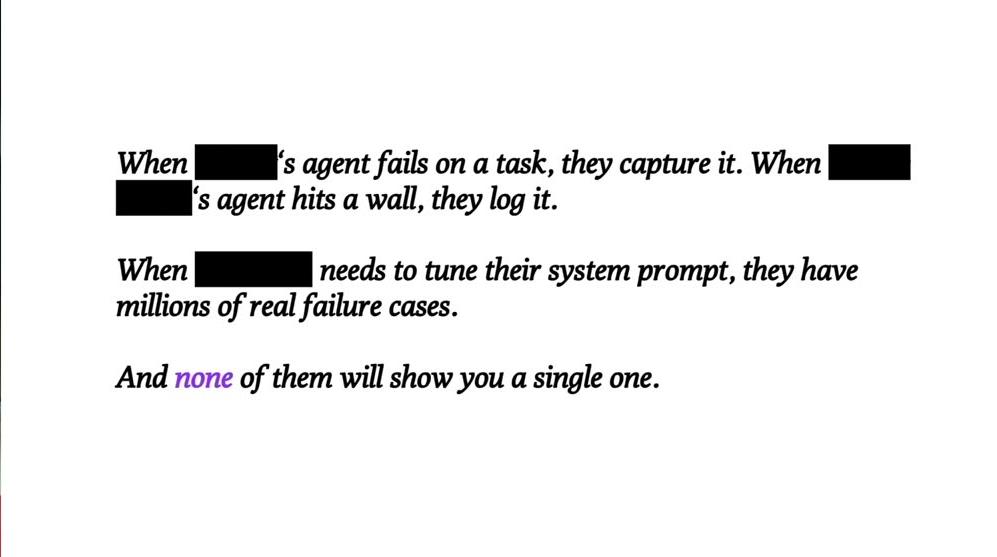 When ‘s agent fails on a task, they capture it. When
‘s agent hits a wall, they log it.
When needs to tune their system prompt, they have
millions of real failure cases.
And none of them will show you a single one.